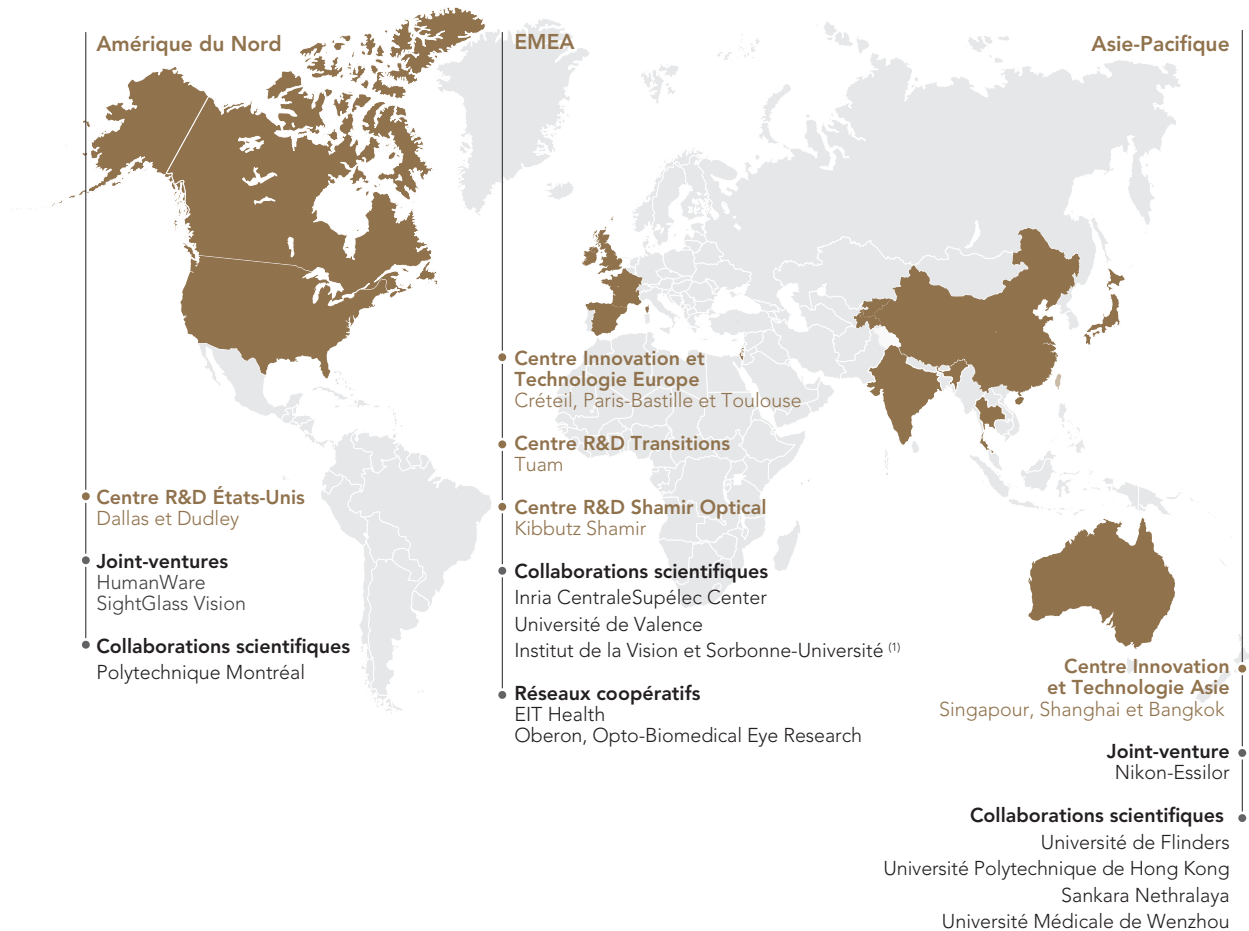 Amérique du Nord
Centre R&D États-Unis
Dallas et Dudley
Joint-ventures
HumanWare
SightGlass Vision
Collaborations scientifiques
Polytechnique Montréal
EMEA
Centre Innovation et
Technologie Europe
Créteil, Paris-Bastille et Toulouse
Centre R&D Transitions
Tuam
Centre R&D Shamir Optical
Kibbutz Shamir
Collaborations scientifiques
Inria CentraleSupélec Center
Université de Valence
Institut de la Vision et Sorbonne-Université (1)
Réseaux coopératifs
EIT Health
Oberon, Opto-Biomedical Eye Research
Asie-Pacifique
Centre Innovation
et Technologie Asie
Singapour, Shanghai et Bangkok
Joint-venture
Nikon-Essilor
Collaborations scientifiques
Université de Flinders
Université Polytechnique de Hong Kong
Sankara Nethralaya
Université Médicale de Wenzhou